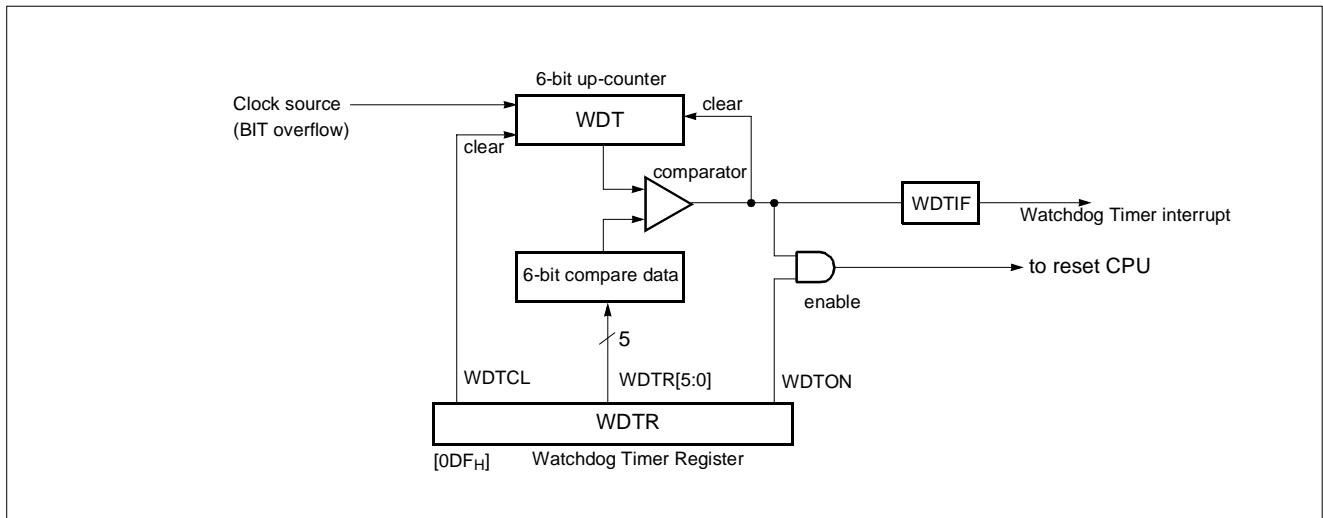 6-bit up-counter
Clock source
(BIT overflow)
WDT
clear
clear
comparator
WDTIF
Watchdog Timer interrupt
6-bit compare data
to reset CPU
enable
5
WDTCL
WDTR[5:0]
WDTON
WDTR
[0DFH]
Watchdog Timer Register